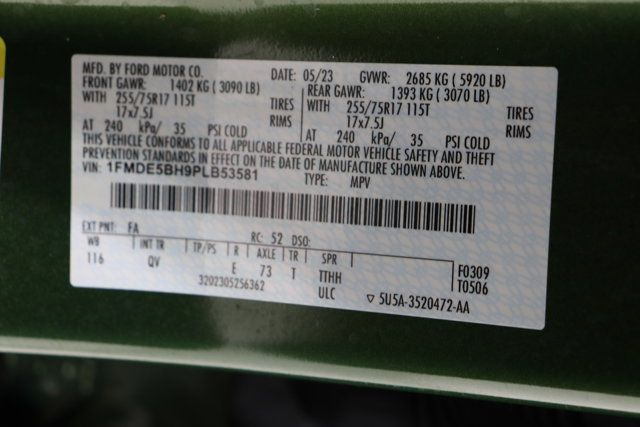 MFD. BY FORD MOTOR CO. DATE: 05/23 GVWR: 2685 KG ( 5920 LB)
FRONT GAWR: 1402 KG ( 3090 LB) REAR GAWR: 1393 KG ( 3070 LB)
WITH 255/75R17 115T TIRES WITH 255/75R17 115T TIRES
17x7.5J RIMS 17x7.5J RIMS
AT 240 kPa/ 35 PSI COLD AT 240 kPa/ 35 PSI COLD
THIS VEHICLE CONFORMS TO ALL APPLICABLE FEDERAL MOTOR VEHICLE SAFETY AND THEFT
PREVENTION STANDARDS IN EFFECT ON THE DATE OF MANUFACTURE SHOWN ABOVE.
VIN: 1FMDE5BH9PLB53581 TYPE: MPV
EXT PNT: FA RC: 52 DSO:
WB INT TR TP/PS R AXLE TR SPR F0309
116 QV E 73 T TTHH T0506
3202305256362 ULC ▽ 5U5A-3520472-AA